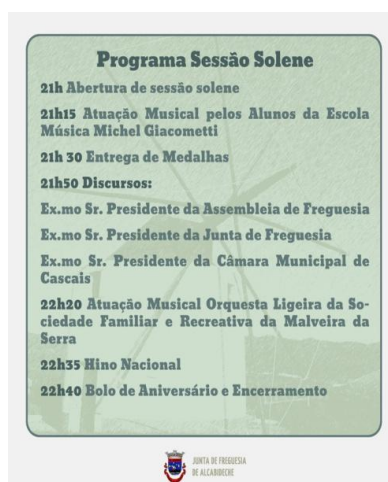 Programa Sessão Solene
21h Abertura de sessão solene
21h15 Atuação Musical pelos Alunos da Escola
Música Michel Giacometti
21h 30 Entrega de Medalhas
21h50 Discursos:
Ex.mo Sr. Presidente da Assembleia de Freguesia
Ex.mo Sr. Presidente da Junta de Freguesia
Ex.mo Sr. Presidente da Câmara Municipal de
Cascais
22h20 Atuação Musical Orquesta Ligeira da So-
ciedade Familiar e Recreativa da Malveira da
Serra
22h35 Hino Nacional
22h40 Bolo de Aniversário e Encerramento
JUNTA DE FREGUESIA
DE ALCABIDECHE